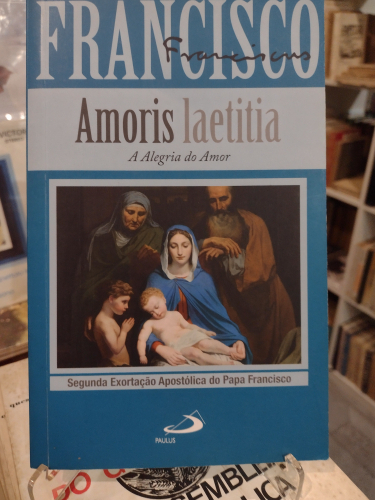 FRANCISCO
Franciscus
Amoris laetitia
A Alegria do Amor
Segunda Exortação Apostólica do Papa Francisco
PAULUS